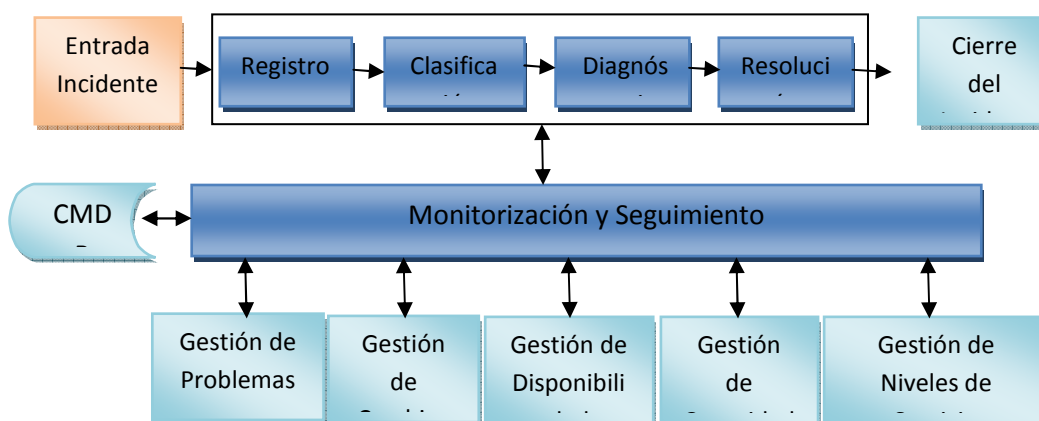 Entrada
Incidente
Registro
Clasifica
Diagnós
Resoluci
Cierre
del
CMD
Monitorización y Seguimiento
Gestión de
Problemas
Gestión
de
Gestión de
Disponibili
Gestión
de
Gestión de
Niveles de